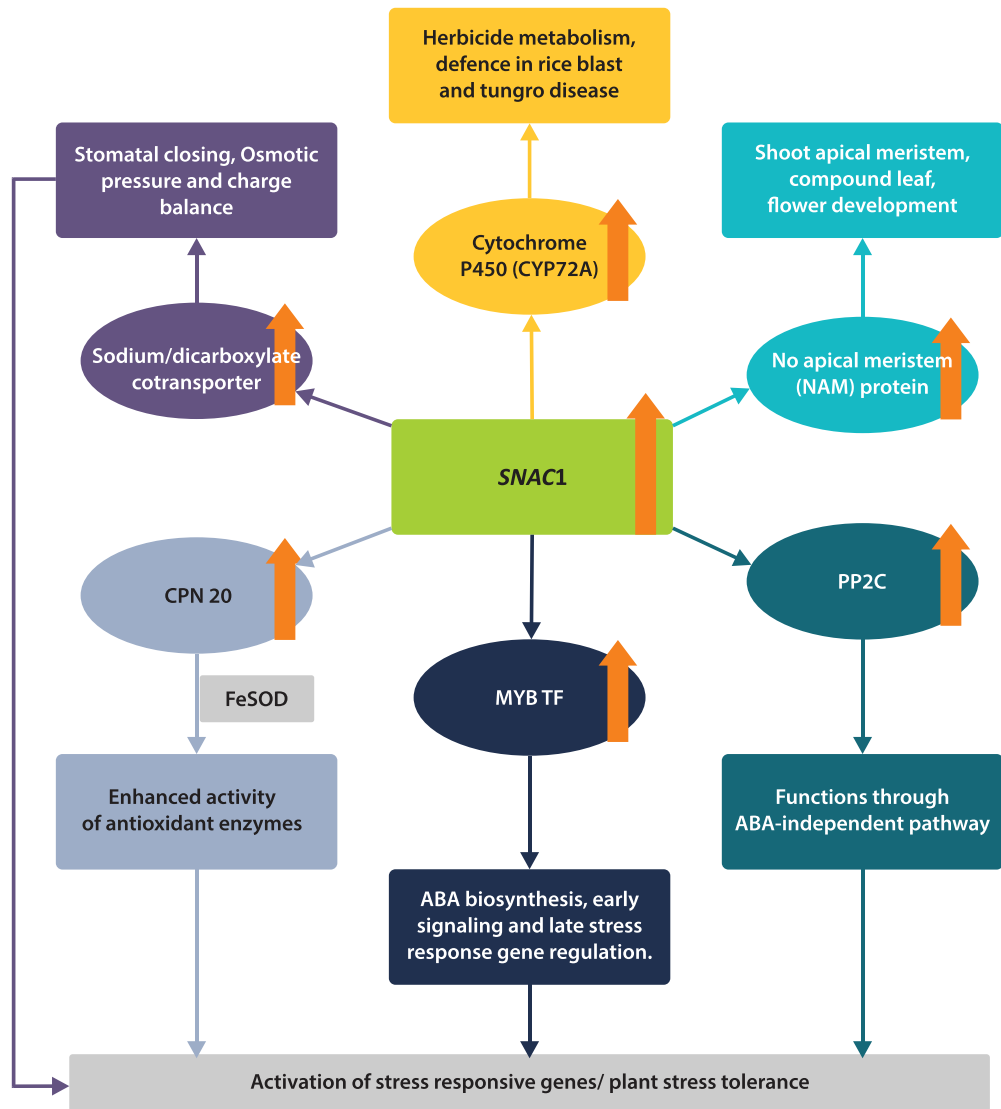 Herbicide metabolism,
defence in rice blast
and tungro disease
Stomatal closing, Osmotic
pressure and charge
balance
Shoot apical meristem,
compound leaf,
flower development
Cytochrome
P450 (CYP72A)
Sodium/dicarboxylate
cotransporter
No apical meristem
(NAM) protein
SNAC1
CPN 20
PP2C
FeSOD
MYB TF
Enhanced activity
of antioxidant enzymes
Functions through
ABA-independent pathway
ABA biosynthesis, early
signaling and late stress
response gene regulation.
Activation of stress responsive genes/ plant stress tolerance